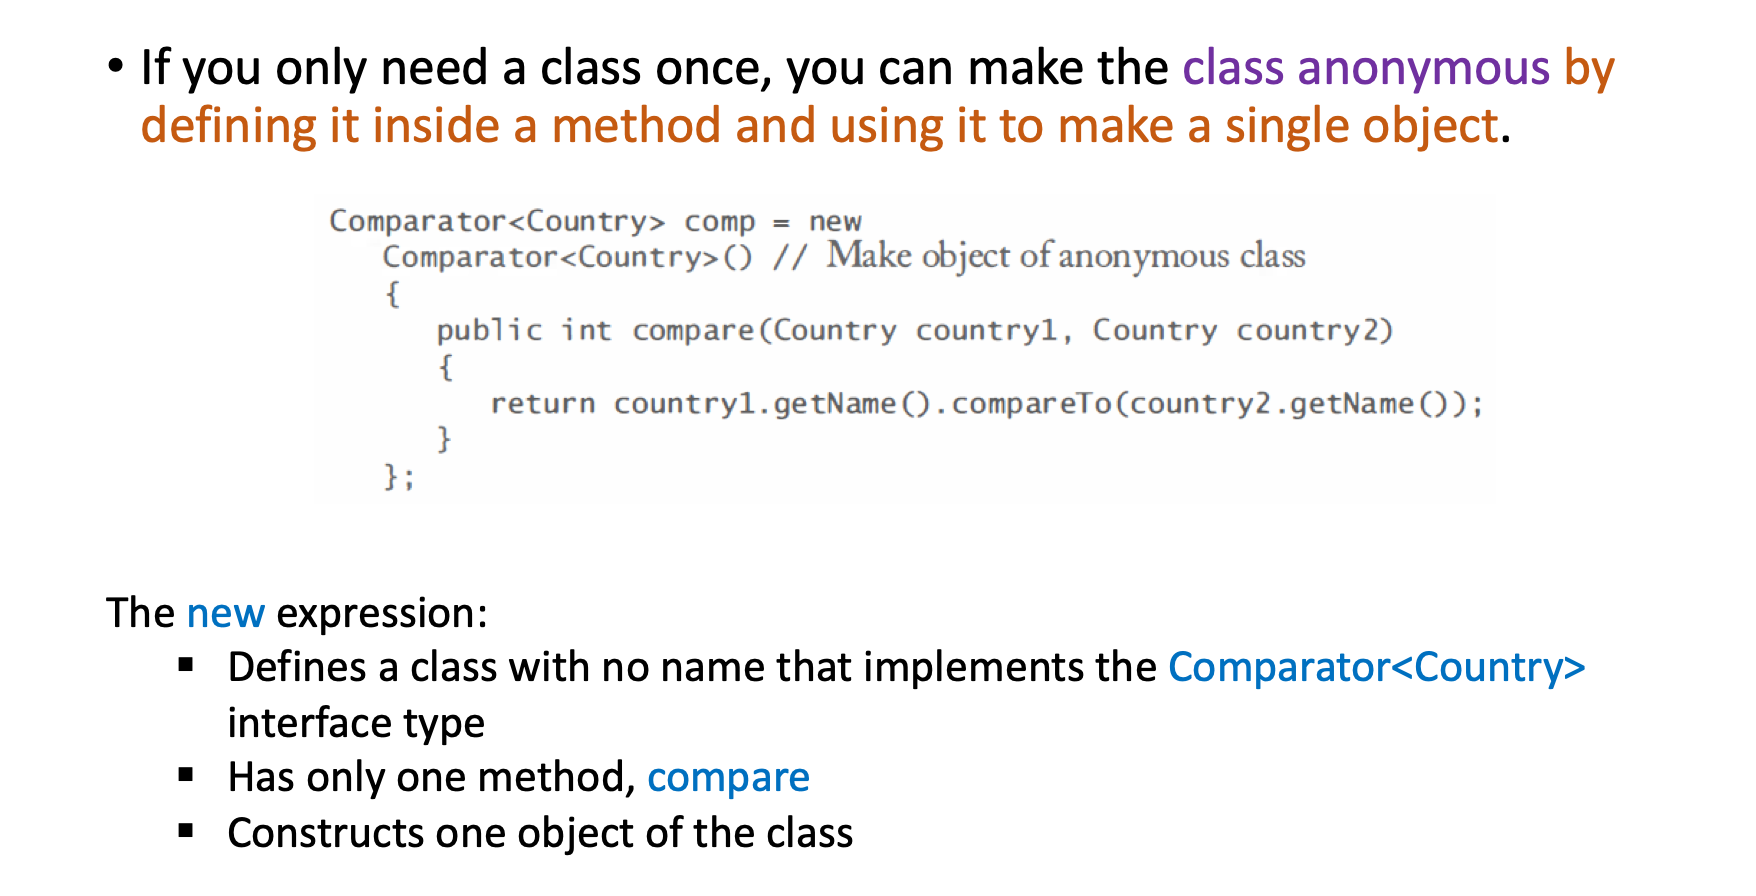 • If you only need a class once, you can make the class anonymous by
defining it inside a method and using it to make a single object.
Comparator<Country> comp = new
Comparator<Country>() // Make object of anonymous class
{
public int compare(Country country1, Country country2)
{
return country1.getName().compareTo(country2.getName());
}
};
The new expression:
▪ Defines a class with no name that implements the Comparator<Country>
interface type
▪ Has only one method, compare
▪ Constructs one object of the class